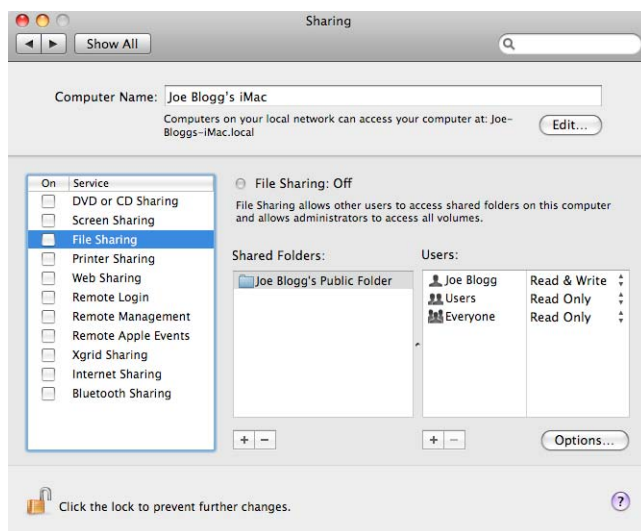 Sharing
Show All
Computer Name: Joe Blogg's iMac
Computers on your local network can access your computer at: Joe-
Bloggs-iMac.local
Edit...
On Service
DVD or CD Sharing
Screen Sharing
File Sharing
Printer Sharing
Web Sharing
Remote Login
Remote Management
Remote Apple Events
Xgrid Sharing
Internet Sharing
Bluetooth Sharing
File Sharing: Off
File Sharing allows other users to access shared folders on this computer
and allows administrators to access all volumes.
Shared Folders:
Joe Blogg's Public Folder
Users:
Joe Blogg Read & Write
Users Read Only
Everyone Read Only
+ −
+ −
Options...
Click the lock to prevent further changes.
?